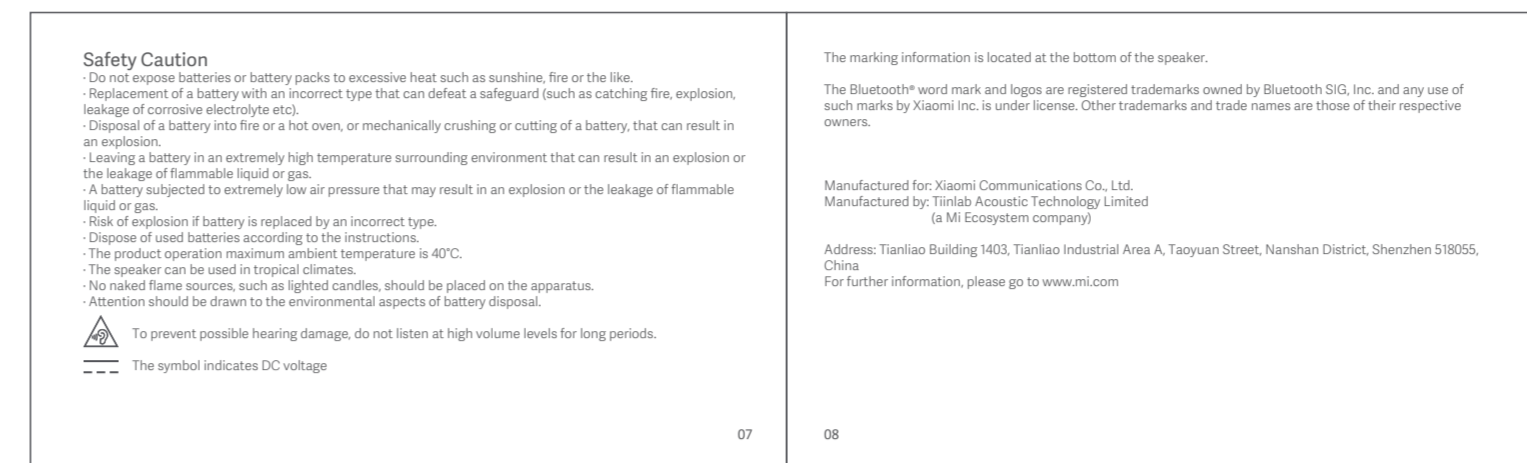 Safety Caution
· Do not expose batteries or battery packs to excessive heat such as sunshine, fire or the like.
· Replacement of a battery with an incorrect type that can defeat a safeguard (such as catching fire, explosion,
leakage of corrosive electrolyte etc).
· Disposal of a battery into fire or a hot oven, or mechanically crushing or cutting of a battery, that can result in
an explosion.
· Leaving a battery in an extremely high temperature surrounding environment that can result in an explosion or
the leakage of flammable liquid or gas.
· A battery subjected to extremely low air pressure that may result in an explosion or the leakage of flammable
liquid or gas.
· Risk of explosion if battery is replaced by an incorrect type.
· Dispose of used batteries according to the instructions.
· The product operation maximum ambient temperature is 40°C.
· The speaker can be used in tropical climates.
· No naked flame sources, such as lighted candles, should be placed on the apparatus.
· Attention should be drawn to the environmental aspects of battery disposal.
To prevent possible hearing damage, do not listen at high volume levels for long periods.
The symbol indicates DC voltage
07
The marking information is located at the bottom of the speaker.
The Bluetooth® word mark and logos are registered trademarks owned by Bluetooth SIG, Inc. and any use of
such marks by Xiaomi Inc. is under license. Other trademarks and trade names are those of their respective
owners.
Manufactured for: Xiaomi Communications Co., Ltd.
Manufactured by: Tiinlab Acoustic Technology Limited
(a Mi Ecosystem company)
Address: Tianliao Building 1403, Tianliao Industrial Area A, Taoyuan Street, Nanshan District, Shenzhen 518055,
China
For further information, please go to www.mi.com
08